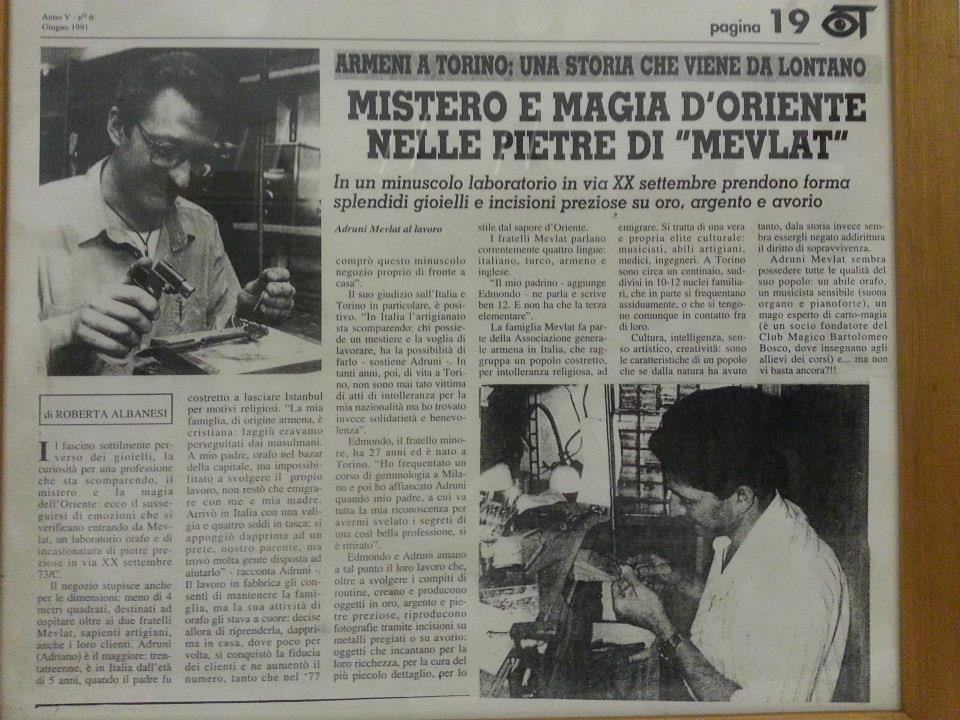 Anno V - nº 6
Giugno 1991
pagina 19
ARMENI A TORINO: UNA STORIA CHE VIENE DA LONTANO
MISTERO E MAGIA D'ORIENTE
NELLE PIETRE DI "MEVLAT"
In un minuscolo laboratorio in via XX settembre prendono forma
splendidi gioielli e incisioni preziose su oro, argento e avorio
Adruni Mevlat al lavoro
di ROBERTA ALBANESI
Il fascino sottilmente per-
verso dei gioielli, la
curiosità per una professione
che sta scomparendo, il
mistero e la magia
dell'Oriente: ecco il susse-
guirsi di emozioni che si
verificano entrando da Mev-
lat, un laboratorio orafo e di
incastonatura di pietre pre-
ziose in via XX settembre
73/C.
Il negozio stupisce anche
per le dimensioni: meno di 4
metri quadrati, destinati ad
ospitare oltre ai due fratelli
Mevlat, sapienti artigiani,
anche i loro clienti. Adruni
(Adriano) è il maggiore: tren-
tatreenne, è in Italia dall'età
di 5 anni, quando il padre fu
costretto a lasciare Istanbul
per motivi religiosi. "La mia
famiglia, di origine armena, è
cristiana: laggiù eravamo
perseguitati dai musulmani.
A mio padre, orafo nel bazar
della capitale, ma impossibi-
litato a svolgere il proprio
lavoro, non restò che emigra-
re con me e mia madre.
Arrivò in Italia con una vali-
gia e quattro soldi in tasca: si
appoggiò dapprima ad un
prete, nostro parente, ma
trovò molta gente disposta ad
aiutarlo" - racconta Adruni -.
Il lavoro in fabbrica gli con-
sentì di mantenere la fami-
glia, ma la sua attività di
orafo gli stava a cuore: decise
allora di riprenderla, dappri-
ma in casa, dove poco per
volta, si conquistò la fiducia
dei clienti e ne aumentò il
numero, tanto che nel '77
comprò questo minuscolo
negozio proprio di fronte a
casa".
Il suo giudizio sull'Italia e
Torino in particolare, è posi-
tivo. "In Italia l'artigianato
sta scomparendo: chi possie-
de un mestiere e la voglia di
lavorare, ha la possibilità di
farlo - sostiene Adruni -. In
tanti anni, poi, di vita a Tori-
no, non sono mai stato vittima
di atti di intolleranza per la
mia nazionalità ma ho trovato
invece solidarietà e benevo-
lenza".
Edmondo, il fratello mino-
re, ha 27 anni ed è nato a
Torino. "Ho frequentato un
corso di gemmologia a Mila-
no e poi ho affiancato Adruni
quando mio padre, a cui va
tutta la mia riconoscenza per
avermi svelato i segreti di
una così bella professione, si
è ritirato".
Edmondo e Adruni amano
a tal punto il loro lavoro che,
oltre a svolgere i compiti di
routine, creano e producono
oggetti in oro, argento e pie-
tre preziose, riproducono
fotografie tramite incisioni su
metalli pregiati o su avorio:
oggetti che incantano per la
loro ricchezza, per la cura del
più piccolo dettaglio, per lo
stile dal sapore d'Oriente.
I fratelli Mevlat parlano
correntemente quattro lingue:
italiano, turco, armeno e
inglese.
"Il mio padrino - aggiunge
Edmondo - ne parla e scrive
ben 12. E non ha che la terza
elementare".
La famiglia Mevlat fa parte
della Associazione genera-
le armena in Italia, che rag-
gruppa un popolo costretto,
per intolleranza religiosa, ad
emigrare. Si tratta di una vera
e propria elite culturale:
musicisti, abili artigiani,
medici, ingegneri. A Torino
sono circa un centinaio, sud-
divisi in 10-12 nuclei familia-
ri, che in parte si frequentano
assiduamente, o che si tengo-
no comunque in contatto fra
di loro.
Cultura, intelligenza, sen-
so artistico, creatività: sono
le caratteristiche di un popolo
che se dalla natura ha avuto
tanto, dala storia invece sem-
bra essergli negato addirittura
il diritto di sopravvivenza.
Adruni Mevlat sembra
possedere tutte le qualità del
suo popolo: un abile orafo,
un musicista sensibile (suona
organo e pianoforte), un
mago esperto di carto-magia
(è un socio fondatore del
Club Magico Bartolomeo
Bosco, dove insegnano agli
allievi dei corsi) e... ma non
vi basta ancora?!!